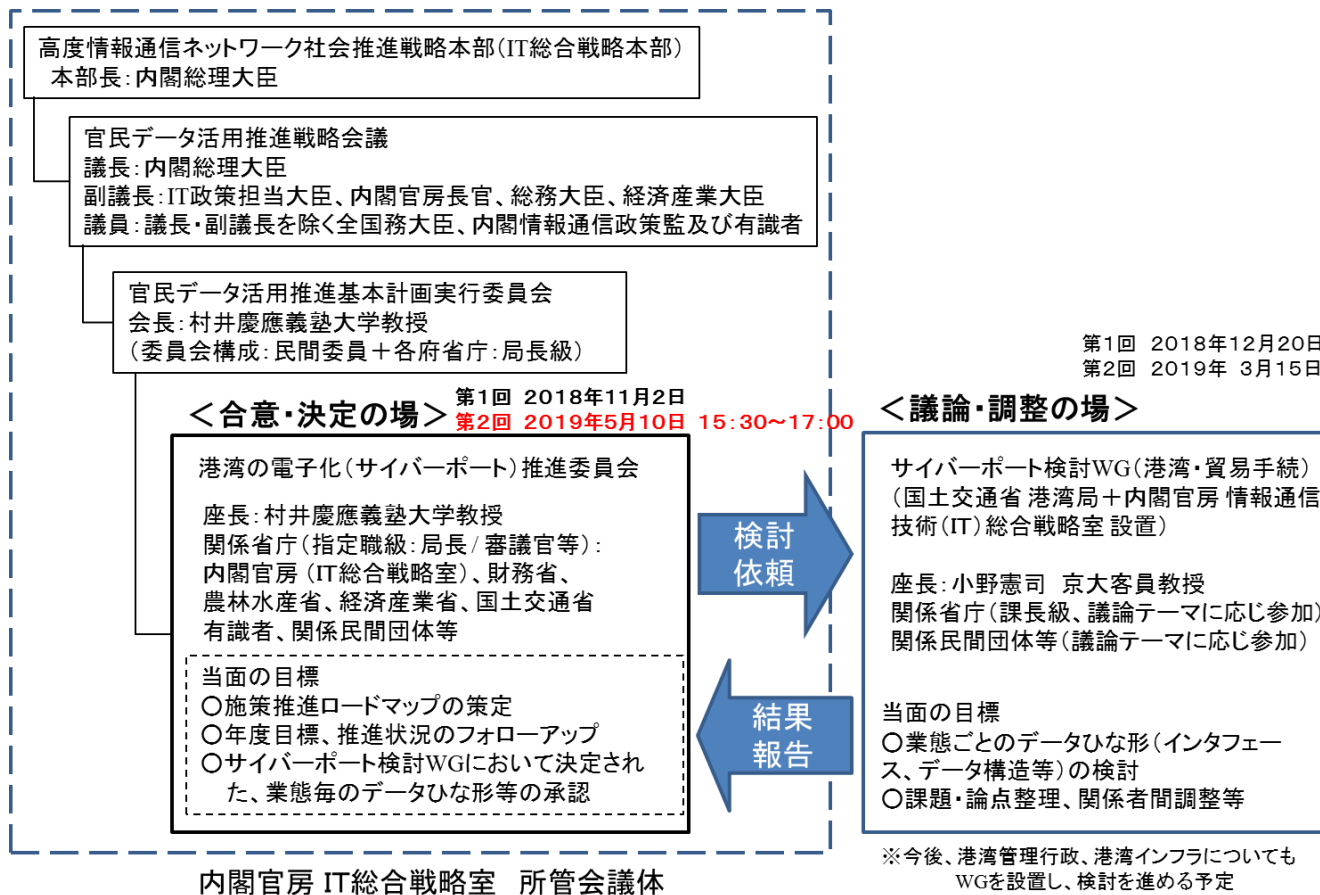 高度情報通信ネットワーク社会推進戦略本部(IT総合戦略本部)
本部長:内閣総理大臣
官民データ活用推進戦略会議
議長:内閣総理大臣
副議長:IT政策担当大臣、内閣官房長官、総務大臣、経済産業大臣
議員:議長・副議長を除く全国務大臣、内閣情報通信政策監及び有識者
官民データ活用推進基本計画実行委員会
会長:村井慶應義塾大学教授
(委員会構成:民間委員+各府省庁:局長級)
<合意・決定の場>
第1回 2018年11月2日
第2回 2019年5月10日 15:30~17:00
港湾の電子化(サイバーポート)推進委員会
座長:村井慶應義塾大学教授
関係省庁(指定職級:局長/審議官等):
内閣官房(IT総合戦略室)、財務省、
農林水産省、経済産業省、国土交通省
有識者、関係民間団体等
当面の目標
○施策推進ロードマップの策定
○年度目標、推進状況のフォローアップ
○サイバーポート検討WGにおいて決定され
た、業態毎のデータひな形等の承認
内閣官房 IT総合戦略室 所管会議体
検討
依頼
結果
報告
第1回 2018年12月20日
第2回 2019年 3月15日
<議論・調整の場>
サイバーポート検討WG(港湾・貿易手続)
(国土交通省 港湾局+内閣官房 情報通信
技術(IT)総合戦略室 設置)
座長:小野憲司 京大客員教授
関係省庁(課長級、議論テーマに応じ参加)
関係民間団体等(議論テーマに応じ参加)
当面の目標
○業態ごとのデータひな形(インタフェー
ス、データ構造等)の検討
○課題・論点整理、関係者間調整等
※今後、港湾管理行政、港湾インフラについても
WGを設置し、検討を進める予定